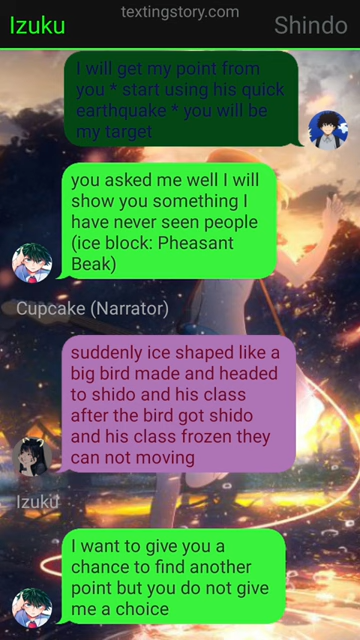 textingstory.com
Izuku
Shindo
I will get my point from
you * start using his quick
earthquake * you will be
my target
you asked me well I will
show you something I
have never seen people
(ice block: Pheasant
Beak)
Cupcake (Narrator)
suddenly ice shaped like a
big bird made and headed
to shido and his class
after the bird got shido
and his class frozen they
can not moving
Izuku
I want to give you a
chance to find another
point but you do not give
me a choice